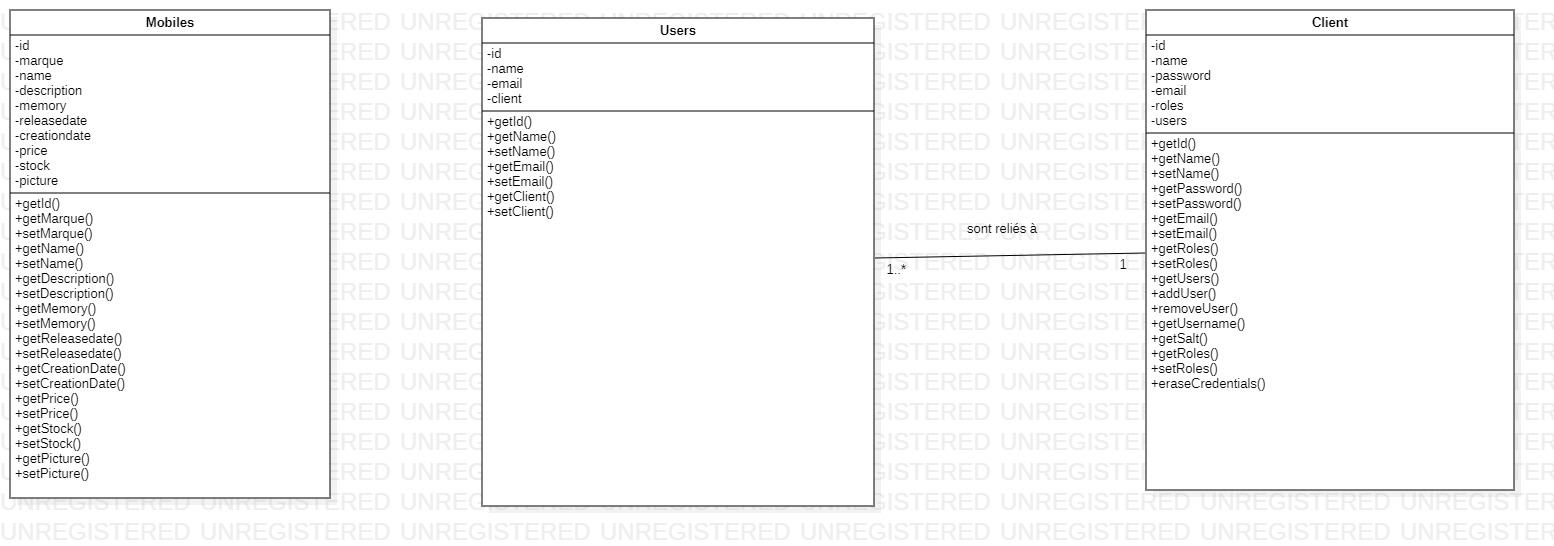 Mobiles
-id
-marque
-name
-description
-memory
-releasedate
-creationdate
-price
-stock
-picture
+getId()
+getMarque()
+setMarque()
+getName()
+setName()
+getDescription()
+setDescription()
+getMemory()
+setMemory()
+getReleasedate()
+setReleasedate()
+getCreationDate()
+setCreationDate()
+getPrice()
+setPrice()
+getStock()
+setStock()
+getPicture()
+setPicture()
Users
-id
-name
-email
-client
+getId()
+getName()
+setName()
+getEmail()
+setEmail()
+getClient()
+setClient()
sont reliés à
1..*
1
Client
-id
-name
-password
-email
-roles
-users
+getId()
+getName()
+setName()
+getPassword()
+setPassword()
+getEmail()
+setEmail()
+getRoles()
+setRoles()
+getUsers()
+addUser()
+removeUser()
+getUsername()
+getSalt()
+getRoles()
+setRoles()
+eraseCredentials()
UNREGISTERED UNREGISTERED UNREGISTERED UNREGISTERED UNREGISTERED UNREGISTERED UNREGISTERED